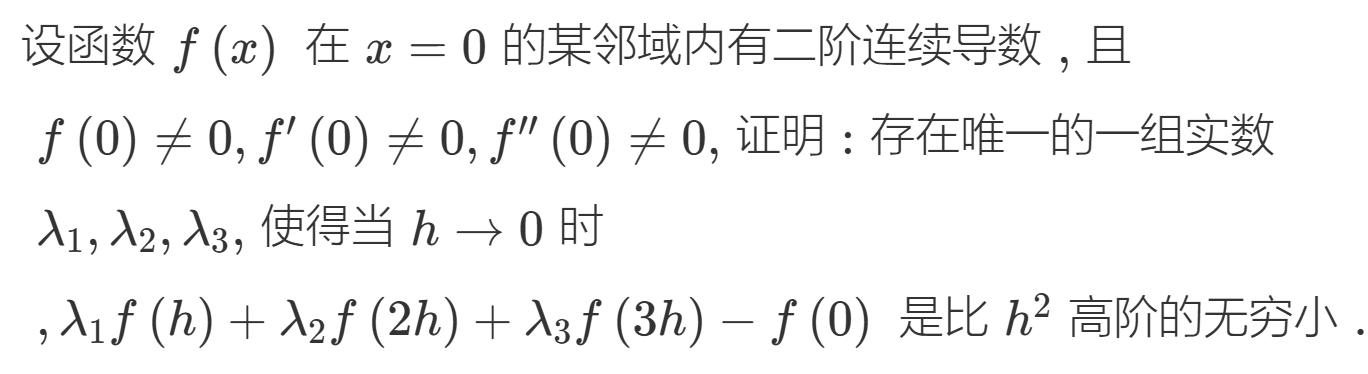 设函数 f (x) 在 x = 0 的某邻域内有二阶连续导数 , 且
f (0) ≠ 0, f′ (0) ≠ 0, f″ (0) ≠ 0, 证明 : 存在唯一的一组实数
λ₁, λ₂, λ₃, 使得当 h → 0 时
, λ₁f (h) + λ₂f (2h) + λ₃f (3h) − f (0) 是比 h² 高阶的无穷小 .